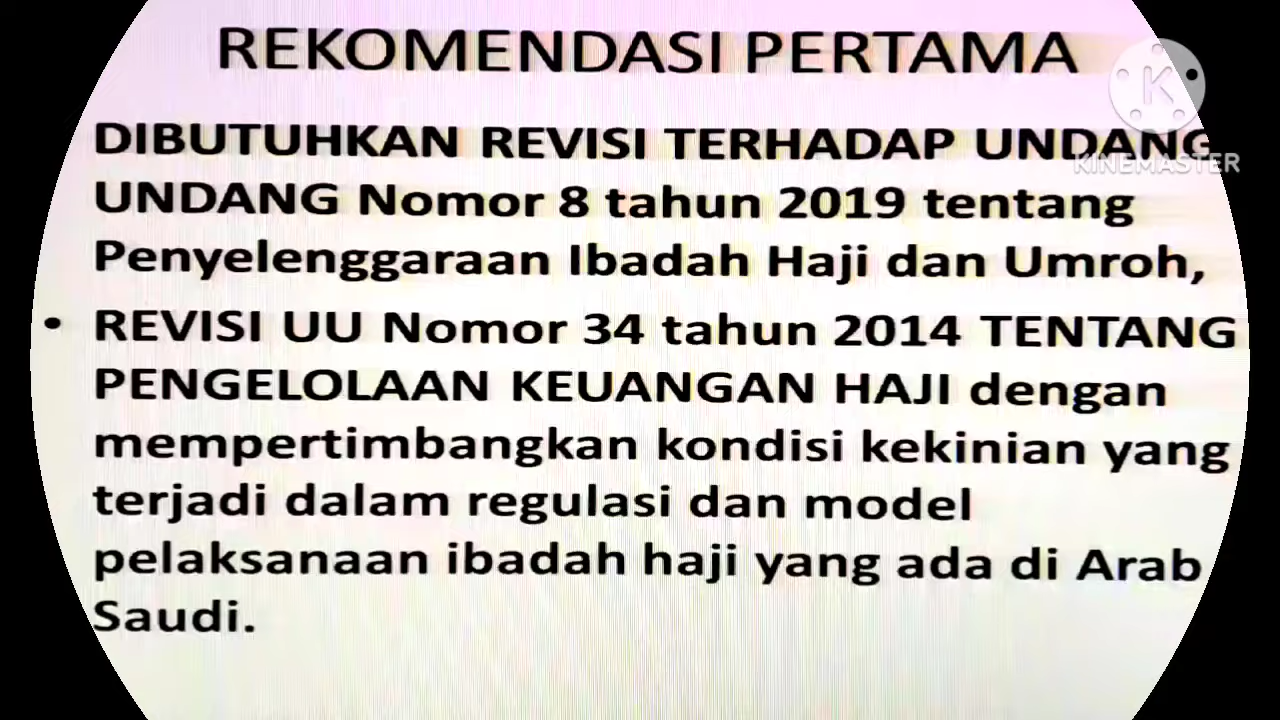 REKOMENDASI PERTAMA
DIBUTUHKAN REVISI TERHADAP UNDANG
UNDANG Nomor 8 tahun 2019 tentang
Penyelenggaraan Ibadah Haji dan Umroh,
• REVISI UU Nomor 34 tahun 2014 TENTANG
PENGELOLAAN KEUANGAN HAJI dengan
mempertimbangkan kondisi kekinian yang
terjadi dalam regulasi dan model
pelaksanaan ibadah haji yang ada di Arab
Saudi.
K
KINEMASTER